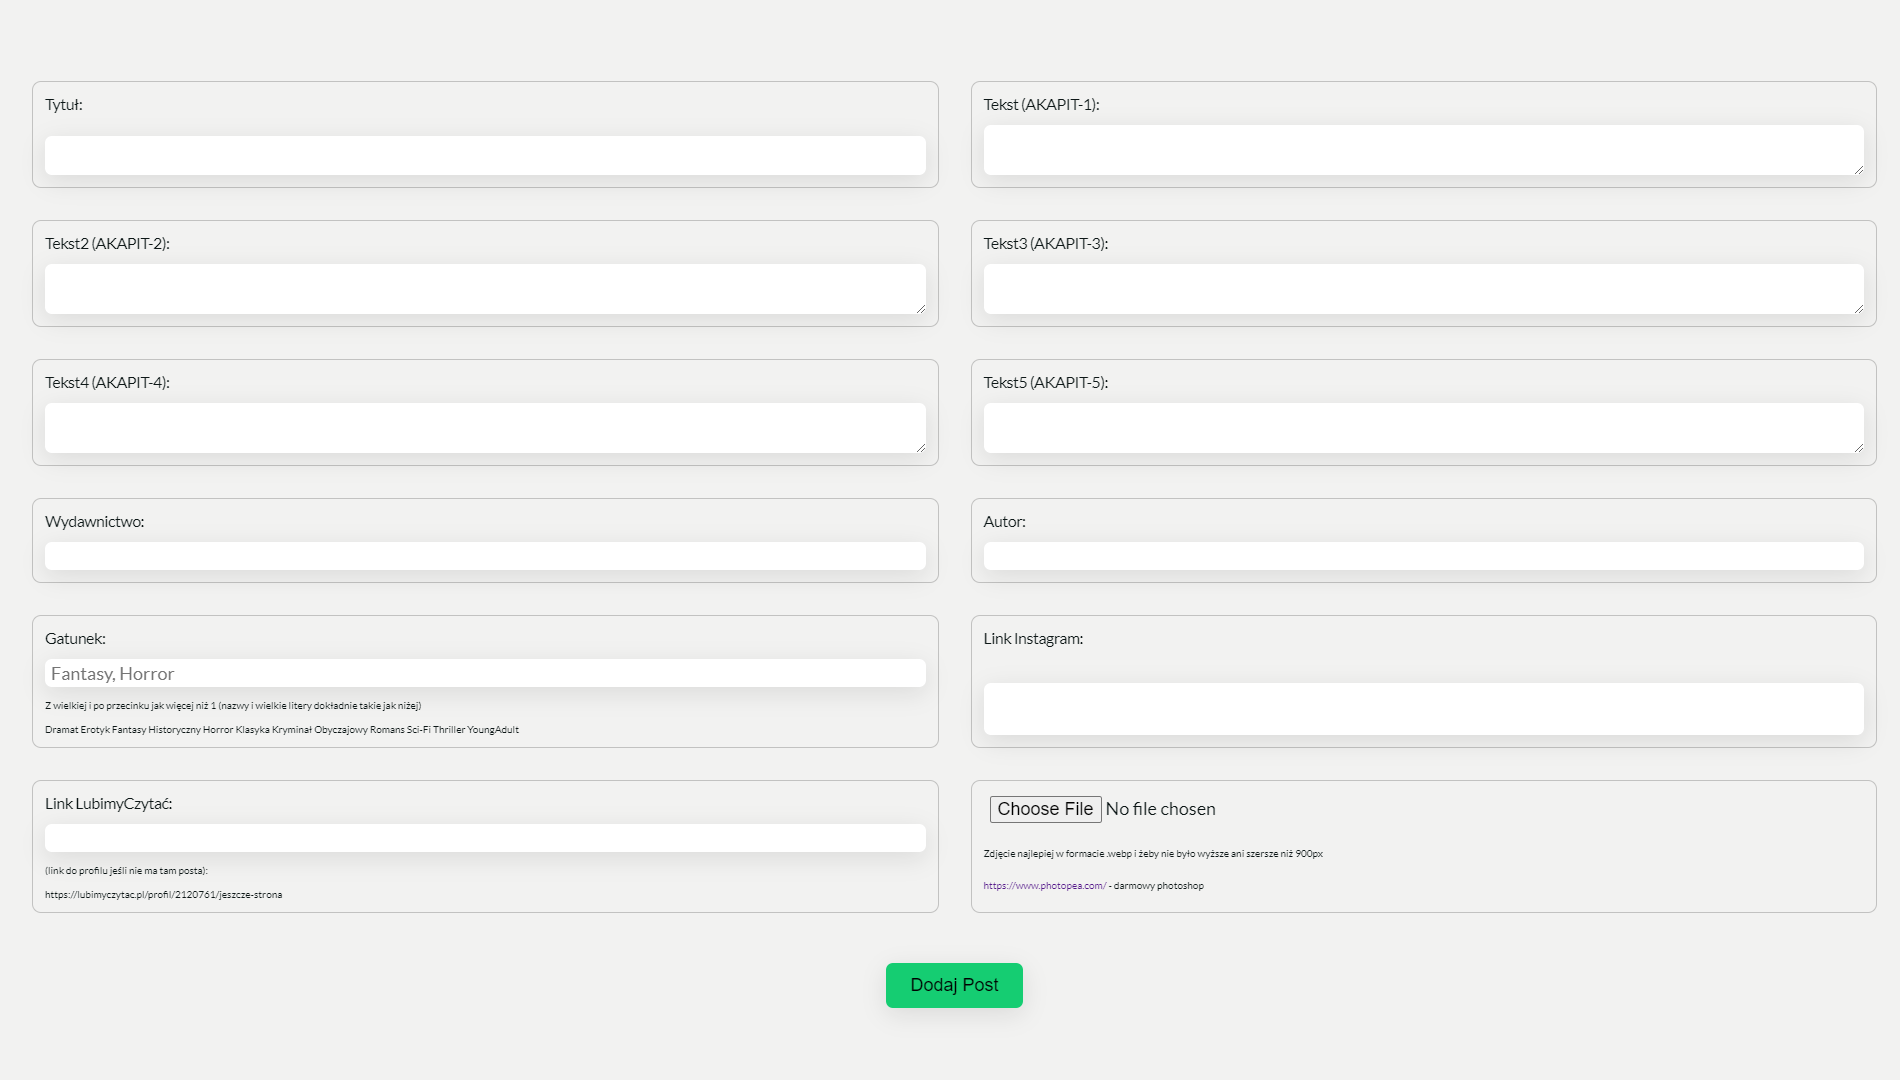 Tytuł:
Tekst (AKAPIT-1):
Tekst2 (AKAPIT-2):
Tekst3 (AKAPIT-3):
Tekst4 (AKAPIT-4):
Tekst5 (AKAPIT-5):
Wydawnictwo:
Autor:
Gatunek:
Fantasy, Horror
Z wielkiej i po przecinku jak więcej niż 1 (nazwy i wielkie litery dokładnie takie jak niżej)
Dramat Erotyk Fantasy Historyczny Horror Klasyka Kryminał Obyczajowy Romans Sci-Fi Thriller YoungAdult
Link Instagram:
Link LubimyCzytać:
(link do profilu jeśli nie ma tam posta):
https://lubimyczytac.pl/profil/2120761/jeszcze-strona
Choose File No file chosen
Zdjęcie najlepiej w formacie .webp i żeby nie było wyższe ani szersze niż 900px
https://www.photopea.com/ - darmowy photoshop
Dodaj Post